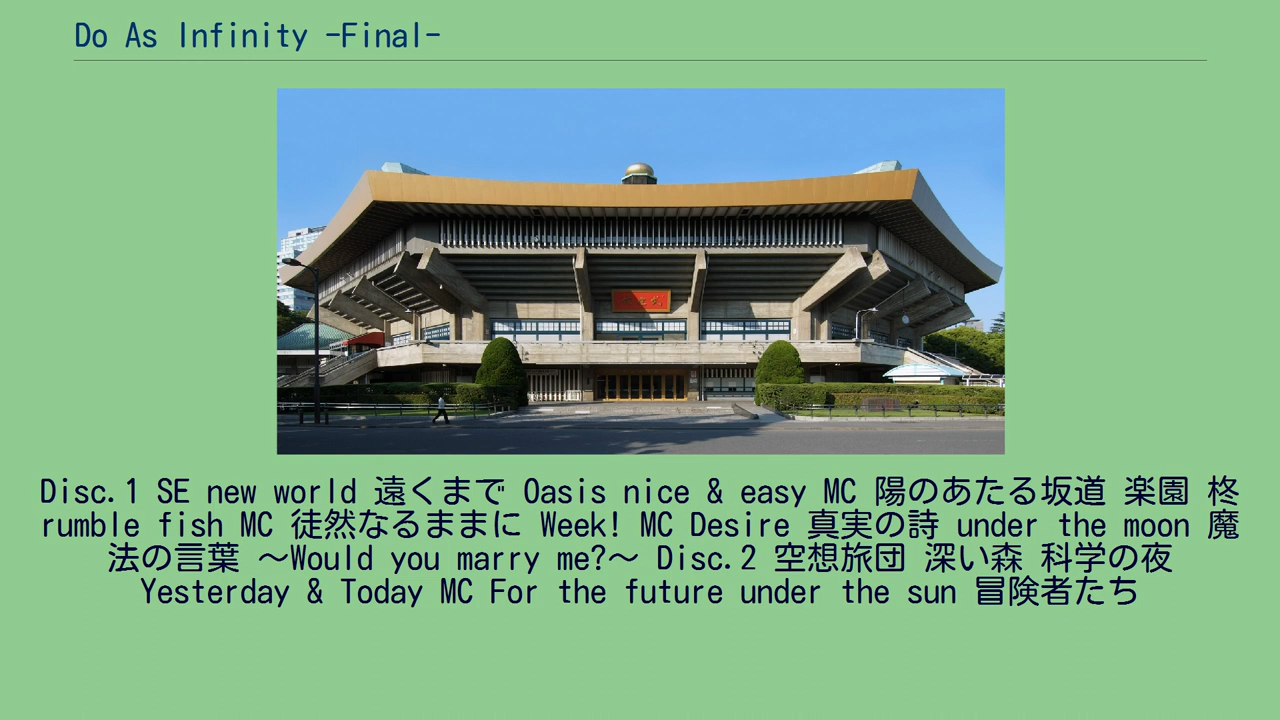 Do As Infinity -Final-
Disc.1 SE new world 遠くまで Oasis nice & easy MC 陽のあたる坂道 楽園 柊
rumble fish MC 徒然なるままに Week! MC Desire 真実の詩 under the moon 魔
法の言葉 〜Would you marry me?〜 Disc.2 空想旅団 深い森 科学の夜
Yesterday & Today MC For the future under the sun 冒険者たち